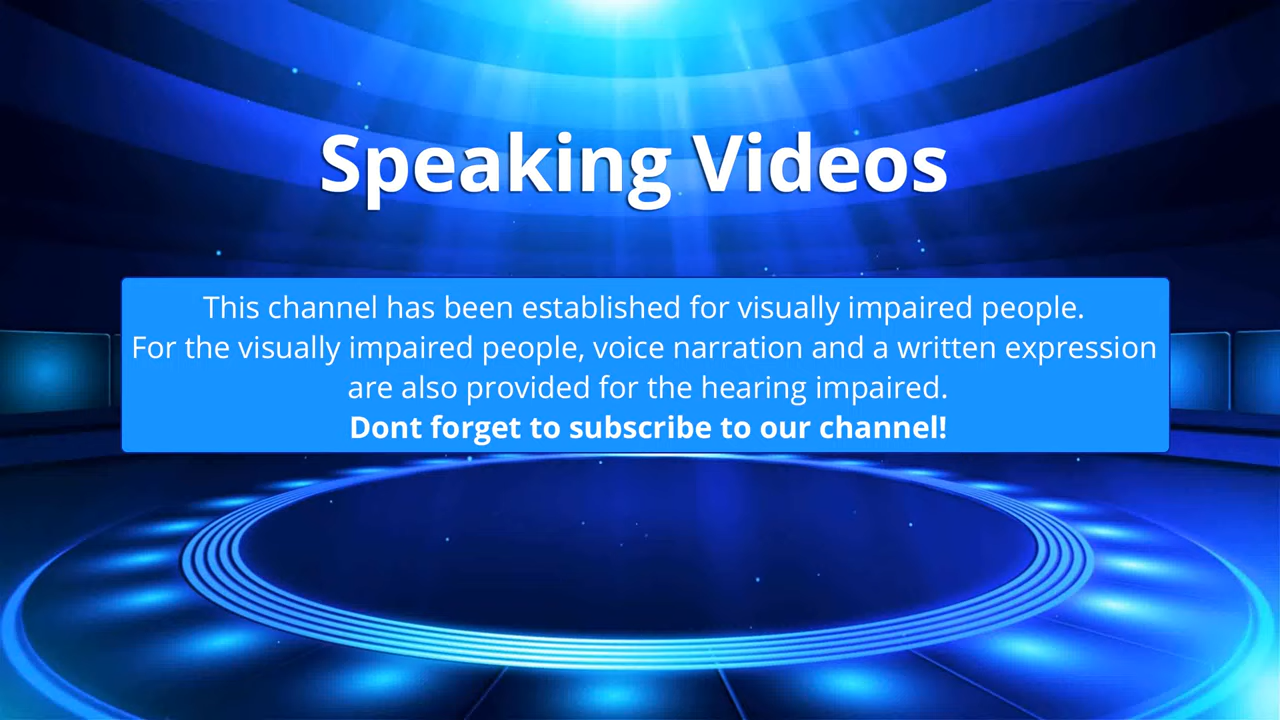 Speaking Videos
This channel has been established for visually impaired people.
For the visually impaired people, voice narration and a written expression
are also provided for the hearing impaired.
Dont forget to subscribe to our channel!